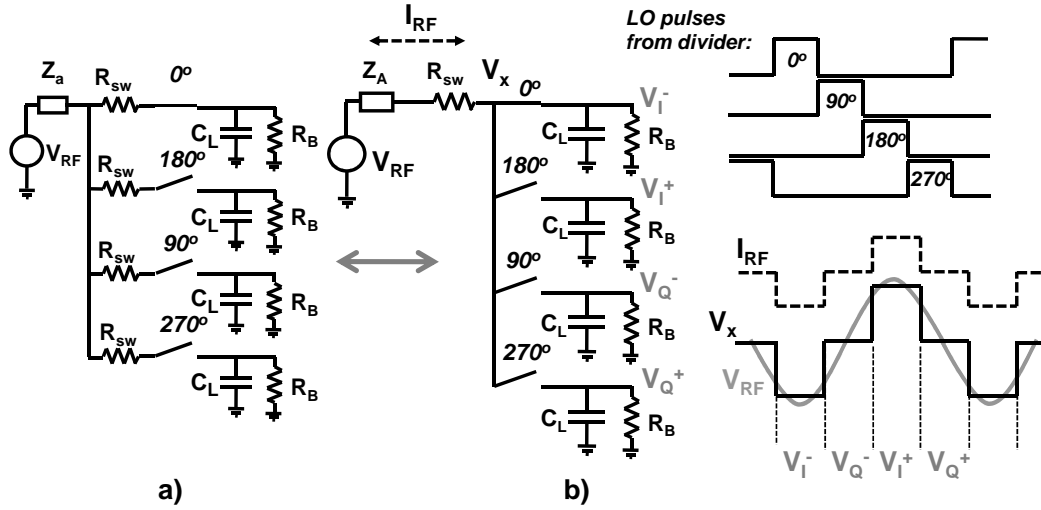 I_RF
LO pulses
from divider:
Z_a
R_sw
0°
Z_A
R_sw
V_x
0°
V_I^-
0°
V_RF
C_L
R_B
V_RF
C_L
R_B
90°
R_sw
180°
180°
V_I^+
180°
C_L
R_B
C_L
R_B
270°
R_sw
90°
90°
V_Q^-
I_RF
C_L
R_B
C_L
R_B
V_x
R_sw
270°
270°
V_Q^+
V_RF
C_L
R_B
C_L
R_B
V_I^- V_Q^- V_I^+ V_Q^+
a)
b)